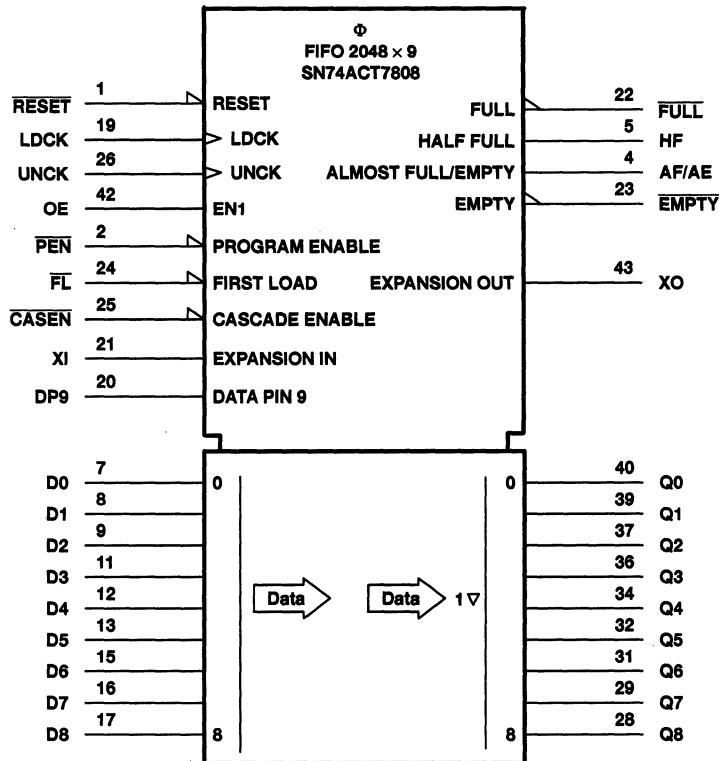 Φ
FIFO 2048 × 9
SN74ACT7808
RESET 1 RESET FULL 22 FULL
LDCK 19 LDCK HALF FULL 5 HF
UNCK 26 UNCK ALMOST FULL/EMPTY 4 AF/AE
OE 42 EN1 EMPTY 23 EMPTY
PEN 2 PROGRAM ENABLE
FL 24 FIRST LOAD EXPANSION OUT 43 XO
CASEN 25 CASCADE ENABLE
XI 21 EXPANSION IN
DP9 20 DATA PIN 9
D0 7 0 0 40 Q0
D1 8 39 Q1
D2 9 37 Q2
D3 11 36 Q3
D4 12 Data Data 1 ∇ 34 Q4
D5 13 32 Q5
D6 15 31 Q6
D7 16 29 Q7
D8 17 8 8 28 Q8